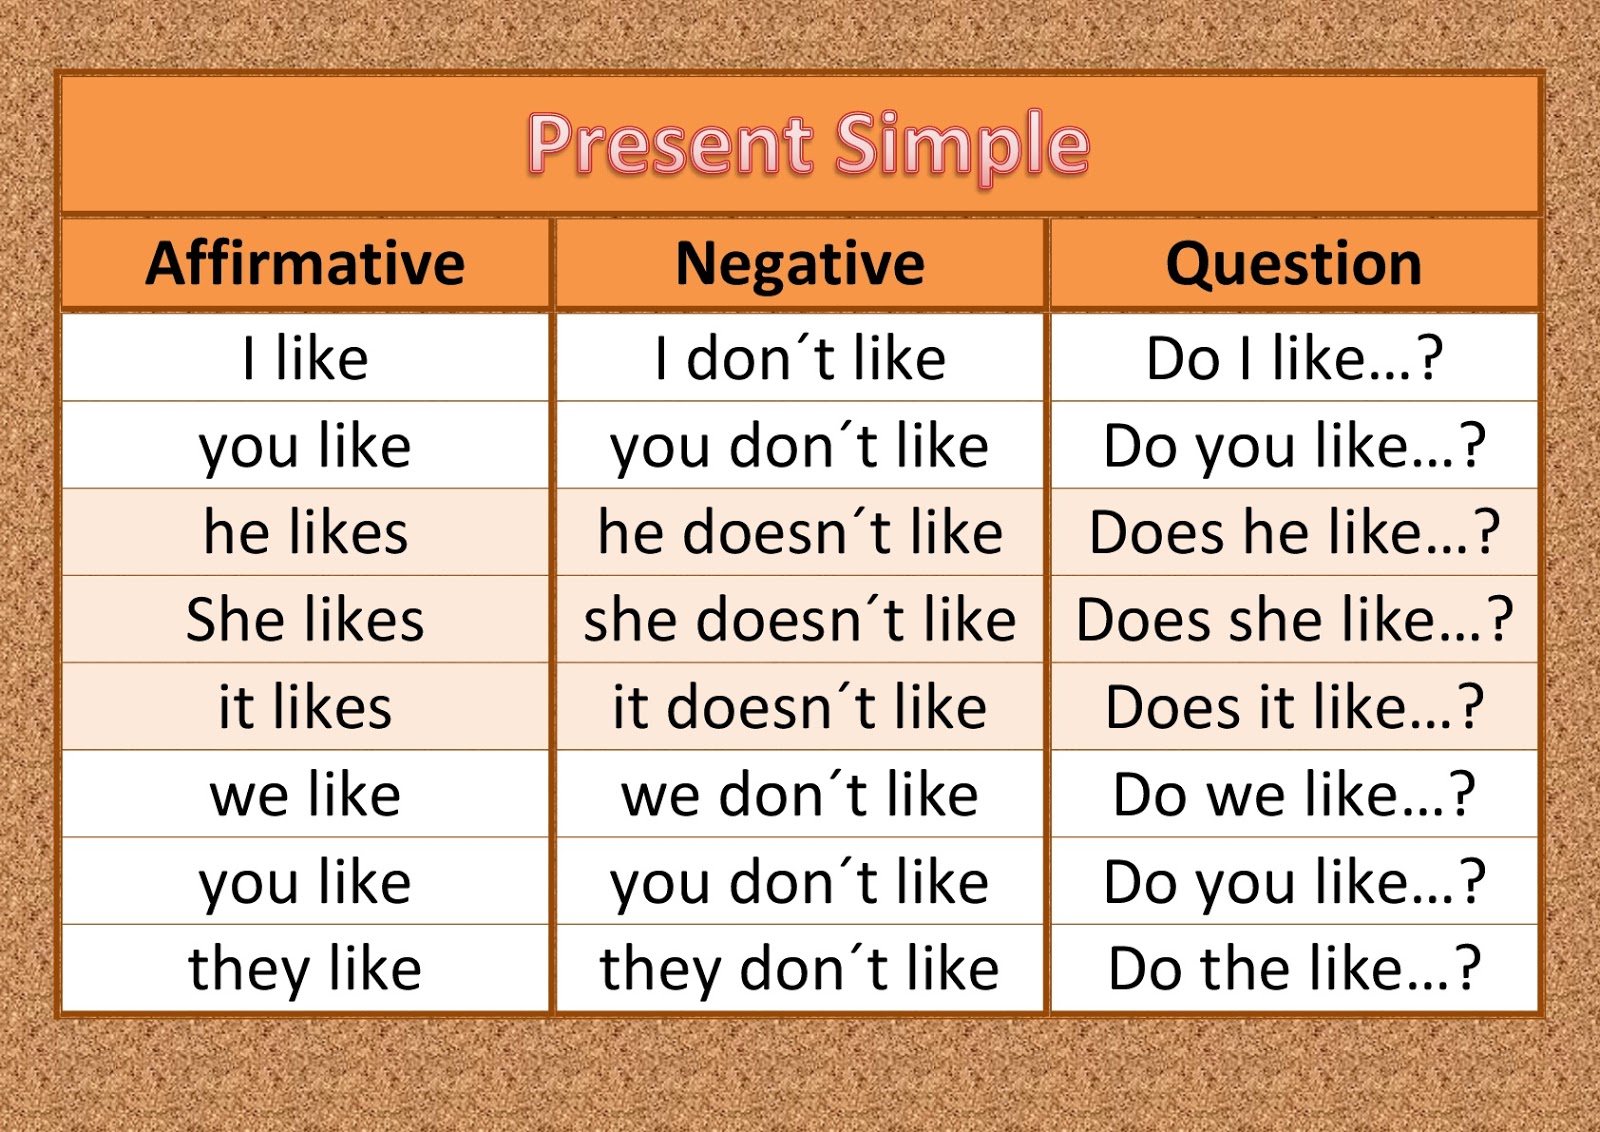 Present Simple
Affirmative Negative Question
I like I don´t like Do I like...?
you like you don´t like Do you like...?
he likes he doesn´t like Does he like...?
She likes she doesn´t like Does she like...?
it likes it doesn´t like Does it like...?
we like we don´t like Do we like...?
you like you don´t like Do you like...?
they like they don´t like Do the like...?